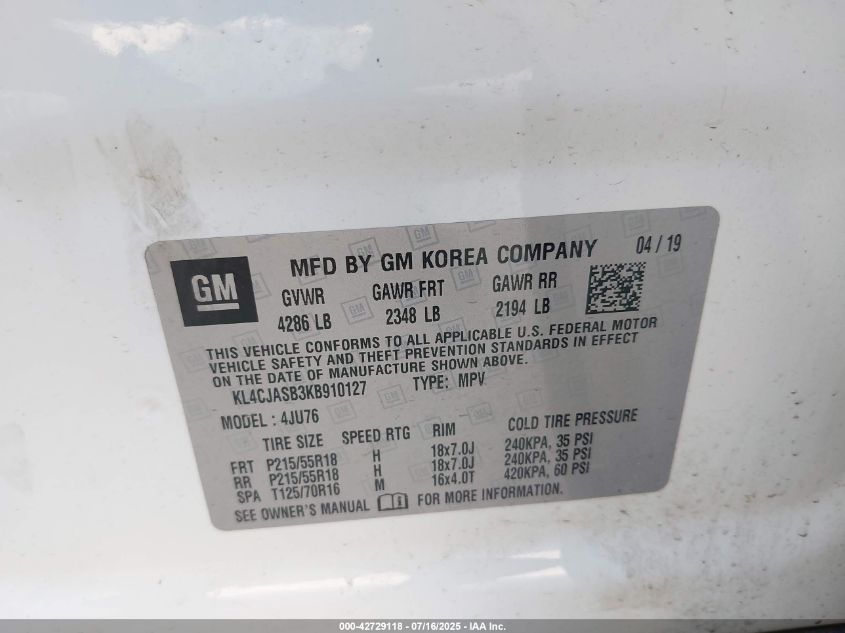 GM
MFD BY GM KOREA COMPANY 04 / 19
GVWR GAWR FRT GAWR RR
4286 LB 2348 LB 2194 LB
THIS VEHICLE CONFORMS TO ALL APPLICABLE U.S. FEDERAL MOTOR
VEHICLE SAFETY AND THEFT PREVENTION STANDARDS IN EFFECT
ON THE DATE OF MANUFACTURE SHOWN ABOVE.
KL4CJASB3KB910127 TYPE: MPV
MODEL: 4JU76
TIRE SIZE SPEED RTG RIM COLD TIRE PRESSURE
FRT P215/55R18 H 18x7.0J 240KPA, 35 PSI
RR P215/55R18 H 18x7.0J 240KPA, 35 PSI
SPA T125/70R16 M 16x4.0T 420KPA, 60 PSI
SEE OWNER'S MANUAL FOR MORE INFORMATION.
000-42729118 - 07/16/2025 - IAA Inc.